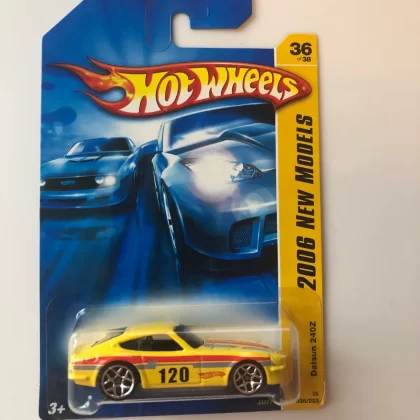 HOT WHEELS
36
of 38
2006 NEW MODELS
Datsun 240Z
120
3+